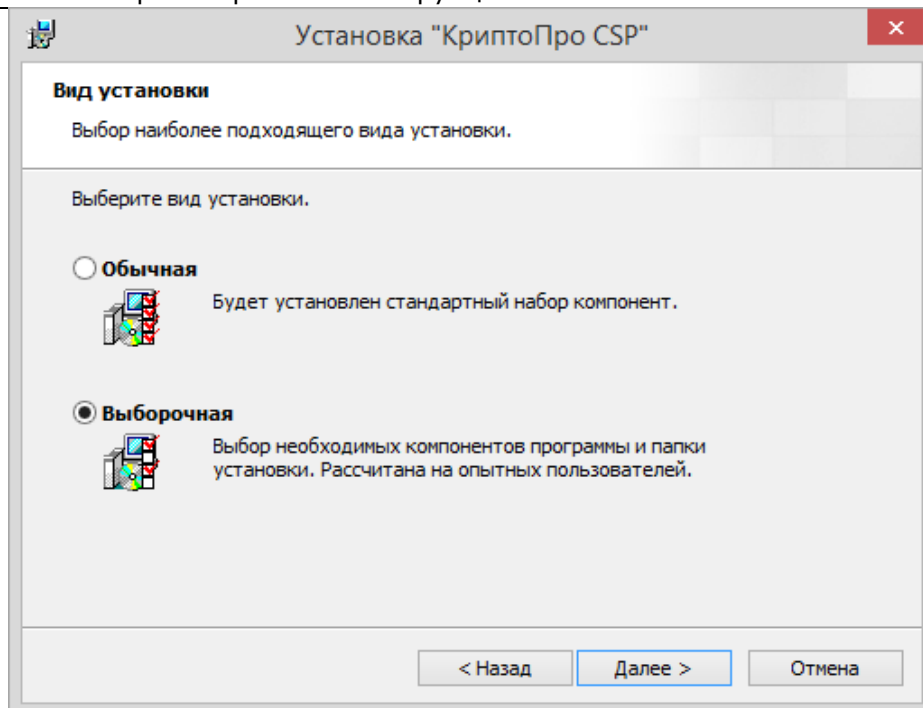 Установка "КриптоПро CSP"
Вид установки
Выбор наиболее подходящего вида установки.
Выберите вид установки.
Обычная
Будет установлен стандартный набор компонент.
Выборочная
Выбор необходимых компонентов программы и папки
установки. Рассчитана на опытных пользователей.
< Назад
Далее >
Отмена